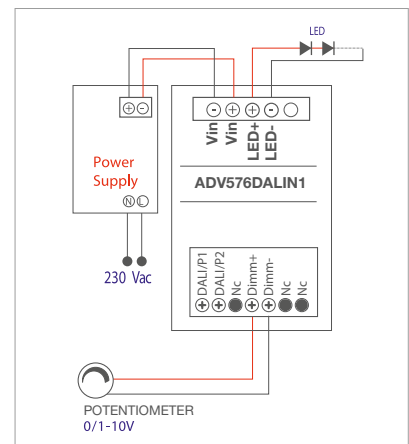 LED
Vin
Vin
LED+
LED-
Power
Supply
ADV576DALIN1
N L
230 Vac
DALI/P1
DALI/P2
Nc
Dimm+
Dimm-
Nc
Nc
POTENTIOMETER
0/1-10V